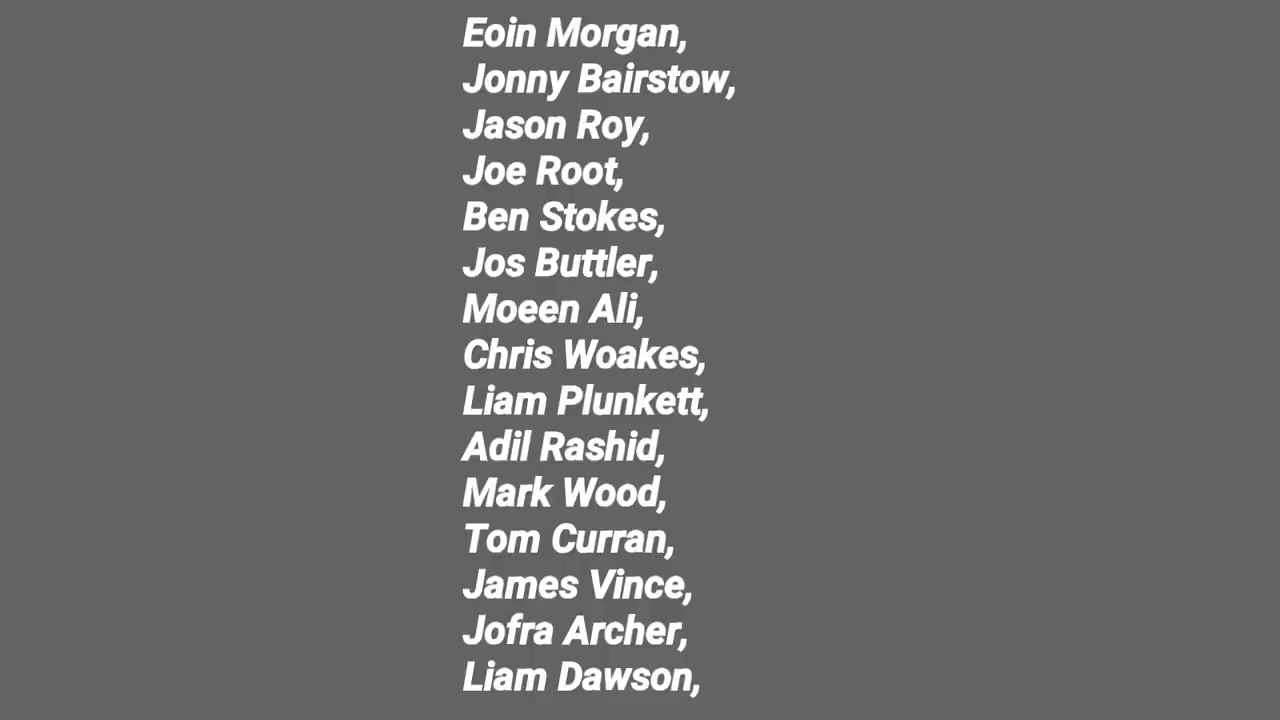 Eoin Morgan,
Jonny Bairstow,
Jason Roy,
Joe Root,
Ben Stokes,
Jos Buttler,
Moeen Ali,
Chris Woakes,
Liam Plunkett,
Adil Rashid,
Mark Wood,
Tom Curran,
James Vince,
Jofra Archer,
Liam Dawson,